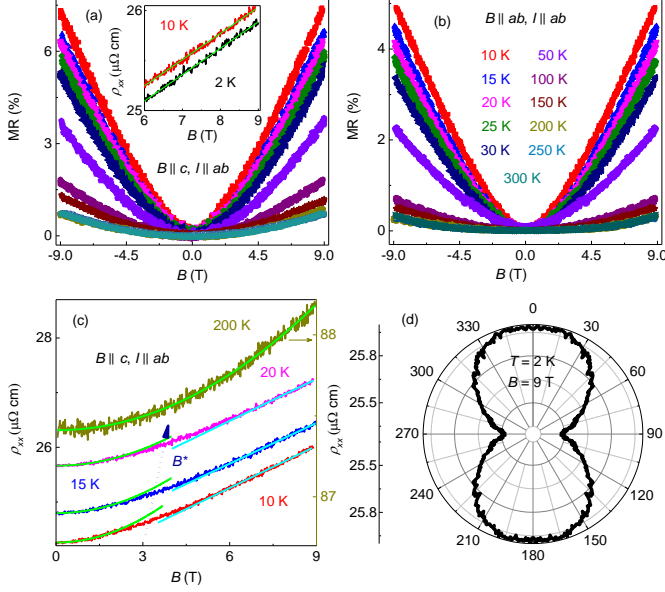 (a)
26
10 K
2 K
25
6
7
8
9
B (T)
ρxx (μΩ cm)
6
3
0
MR (%)
B ∥ c, I ∥ ab
-9.0
-4.5
0.0
4.5
9.0
B (T)
(b)
B ∥ ab, I ∥ ab
10 K
50 K
15 K
100 K
20 K
150 K
25 K
200 K
30 K
250 K
300 K
4
2
0
MR (%)
-9.0
-4.5
0.0
4.5
9.0
B (T)
(c)
200 K
B ∥ c, I ∥ ab
20 K
B*
15 K
10 K
28
26
24
88
87
ρxx (μΩ cm)
0
3
6
9
B (T)
(d)
0
330
30
300
60
270
90
240
120
210
150
180
T = 2 K
B = 9 T
25.8
25.5
25.5
25.8
ρxx (μΩ cm)